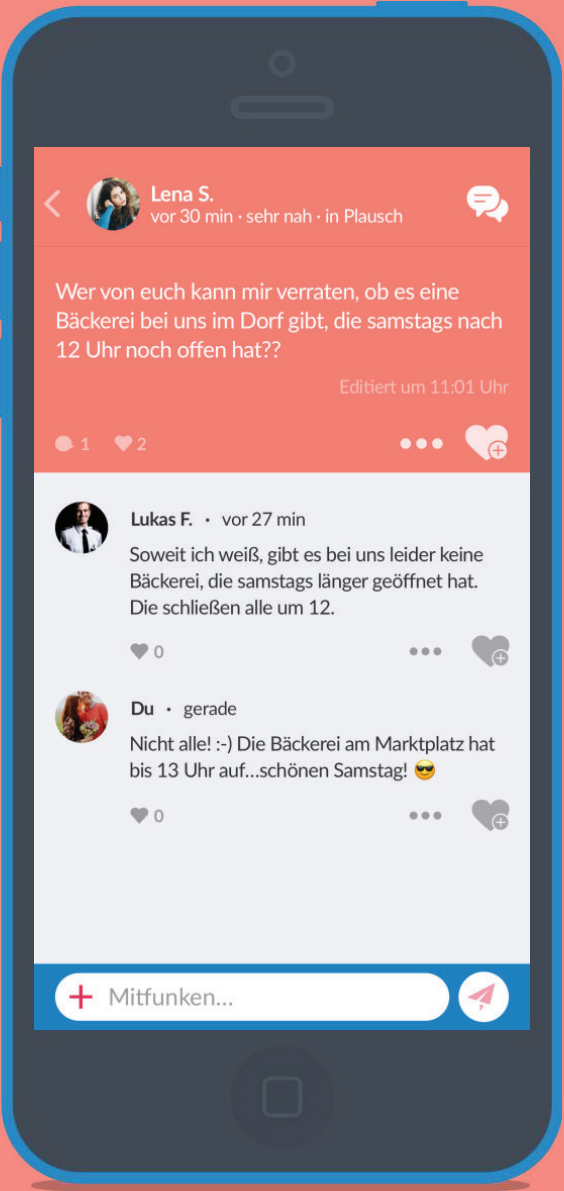 Lena S.
vor 30 min · sehr nah · in Plausch
Wer von euch kann mir verraten, ob es eine
Bäckerei bei uns im Dorf gibt, die samstags nach
12 Uhr noch offen hat??
Editiert um 11:01 Uhr
1 2
Lukas F. · vor 27 min
Soweit ich weiß, gibt es bei uns leider keine
Bäckerei, die samstags länger geöffnet hat.
Die schließen alle um 12.
0
Du · gerade
Nicht alle! :-) Die Bäckerei am Marktplatz hat
bis 13 Uhr auf...schönen Samstag! 😎
0
Mitfunken...